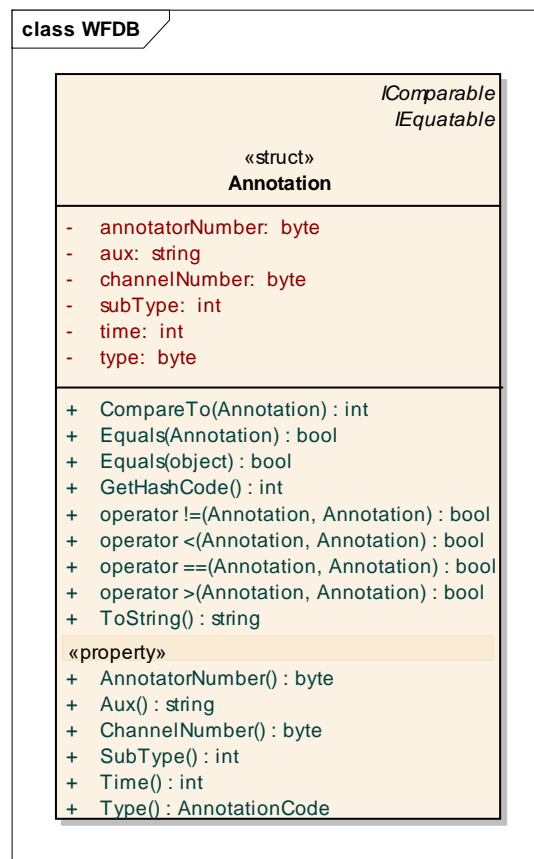 class WFDB
IComparable
IEquatable
«struct»
Annotation
- annotatorNumber: byte
- aux: string
- channelNumber: byte
- subType: int
- time: int
- type: byte
+ CompareTo(Annotation) : int
+ Equals(Annotation) : bool
+ Equals(object) : bool
+ GetHashCode() : int
+ operator !=(Annotation, Annotation) : bool
+ operator <(Annotation, Annotation) : bool
+ operator ==(Annotation, Annotation) : bool
+ operator >(Annotation, Annotation) : bool
+ ToString() : string
«property»
+ AnnotatorNumber() : byte
+ Aux() : string
+ ChannelNumber() : byte
+ SubType() : int
+ Time() : int
+ Type() : AnnotationCode